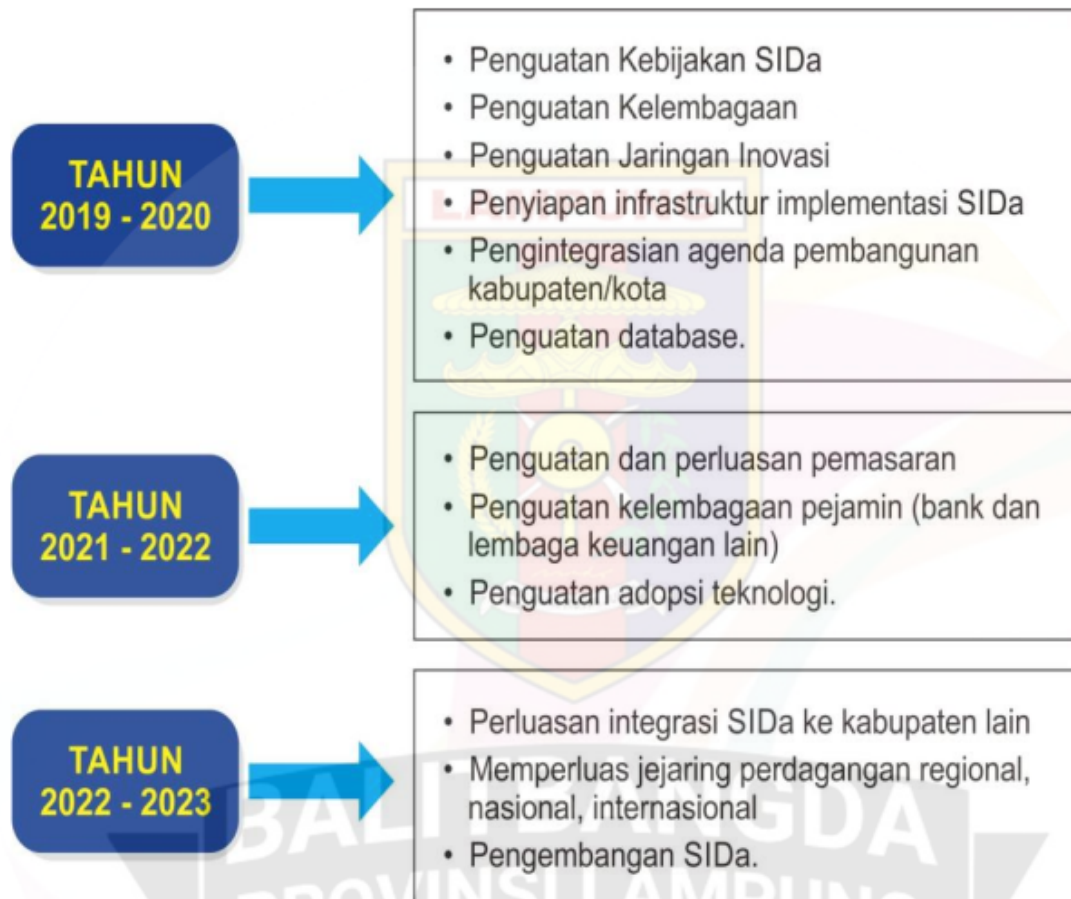 TAHUN
2019 - 2020
• Penguatan Kebijakan SIDa
• Penguatan Kelembagaan
• Penguatan Jaringan Inovasi
• Penyiapan infrastruktur implementasi SIDa
• Pengintegrasian agenda pembangunan
kabupaten/kota
• Penguatan database.
LAMPUNG
TAHUN
2021 - 2022
• Penguatan dan perluasan pemasaran
• Penguatan kelembagaan pejamin (bank dan
lembaga keuangan lain)
• Penguatan adopsi teknologi.
TAHUN
2022 - 2023
• Perluasan integrasi SIDa ke kabupaten lain
• Memperluas jejaring perdagangan regional,
nasional, internasional
• Pengembangan SIDa.
BALITBANGDA
PROVINSI LAMPUNG